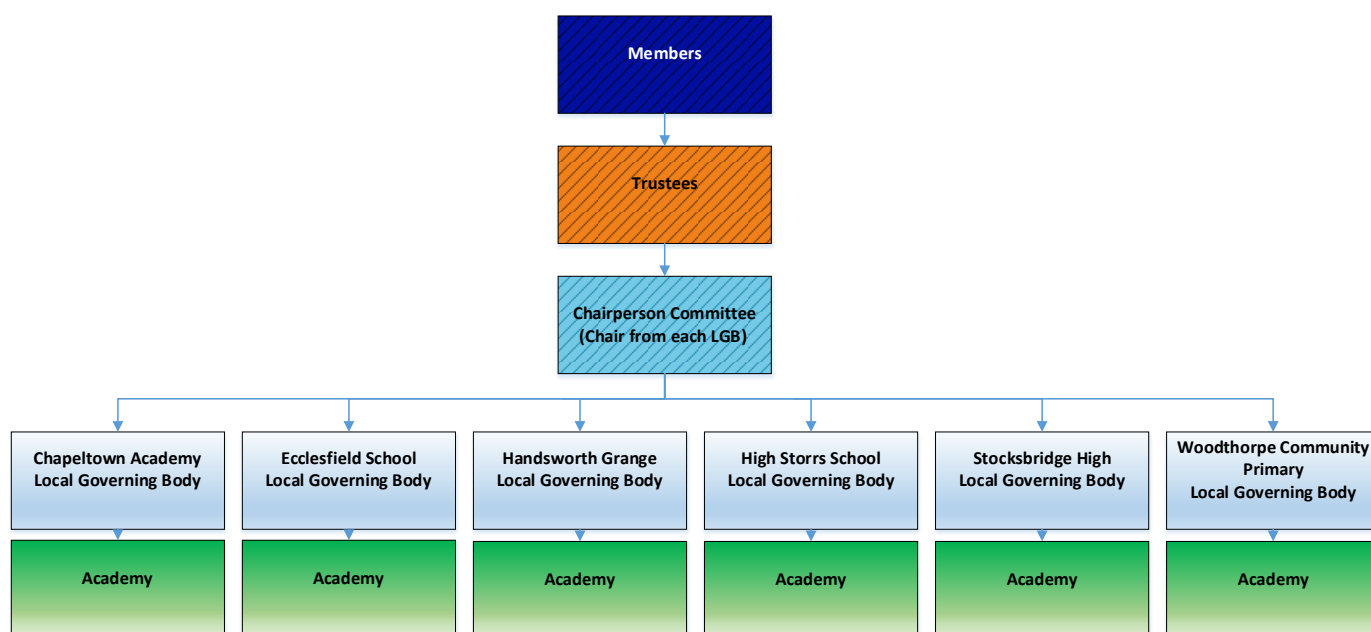 Members
Trustees
Chairperson Committee
(Chair from each LGB)
Chapeltown Academy
Local Governing Body
Ecclesfield School
Local Governing Body
Handsworth Grange
Local Governing Body
High Storrs School
Local Governing Body
Stocksbridge High
Local Governing Body
Woodthorpe Community
Primary
Local Governing Body
Academy
Academy
Academy
Academy
Academy
Academy